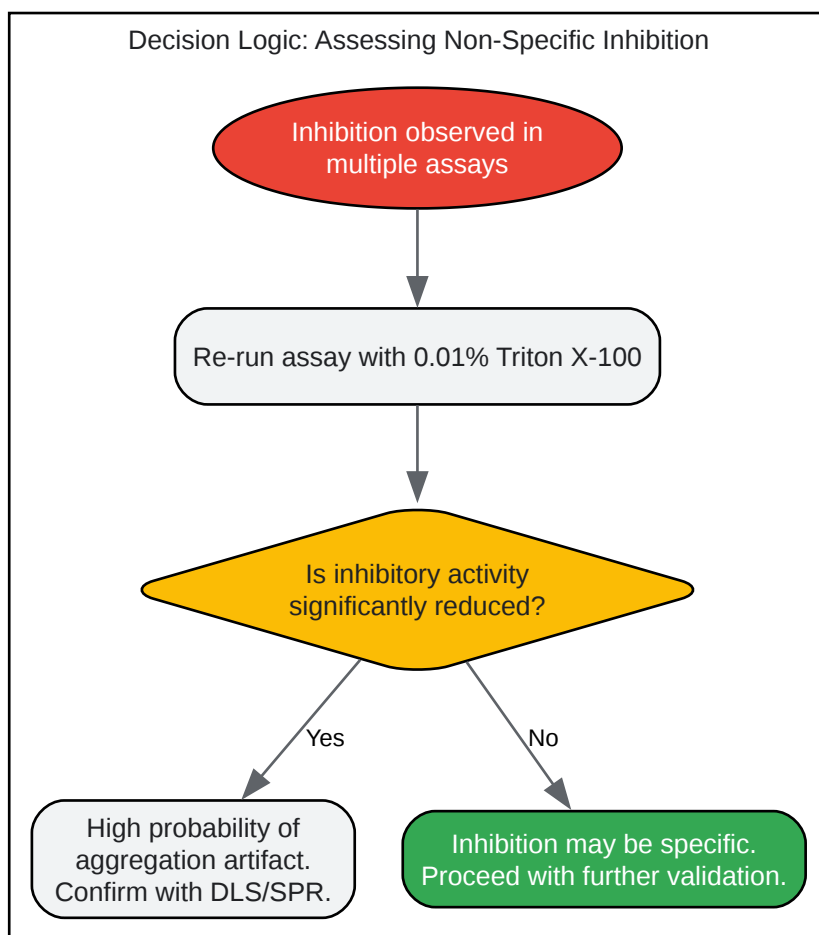 Decision Logic: Assessing Non-Specific Inhibition
Inhibition observed in
multiple assays
Re-run assay with 0.01% Triton X-100
Is inhibitory activity
significantly reduced?
Yes
No
High probability of
aggregation artifact.
Confirm with DLS/SPR.
Inhibition may be specific.
Proceed with further validation.